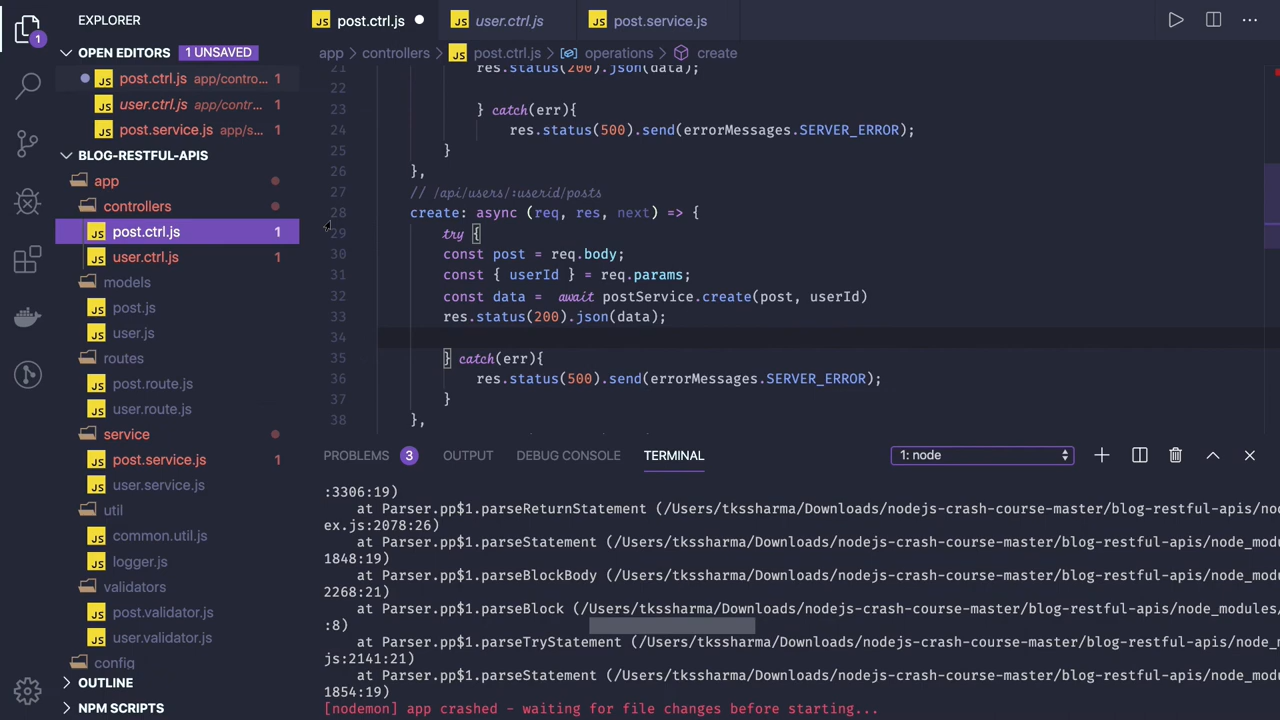 EXPLORER
post.ctrl.js
user.ctrl.js
post.service.js
OPEN EDITORS 1 UNSAVED
app > controllers > post.ctrl.js > operations > create
post.ctrl.js app/contro... 1
user.ctrl.js app/contr... 1
post.service.js app/s... 1
BLOG-RESTFUL-APIS
app
controllers
post.ctrl.js 1
user.ctrl.js 1
models
post.js
user.js
routes
post.route.js
user.route.js
service
post.service.js 1
user.service.js
util
common.util.js
logger.js
validators
post.validator.js
user.validator.js
config
OUTLINE
NPM SCRIPTS
1
21 res.status(200).json(data);
22
23 } catch(err){
24 res.status(500).send(errorMessages.SERVER_ERROR);
25 }
26 },
27 // /api/users/:userid/posts
28 create: async (req, res, next) => {
29 try {
30 const post = req.body;
31 const { userId } = req.params;
32 const data = await postService.create(post, userId)
33 res.status(200).json(data);
34
35 } catch(err){
36 res.status(500).send(errorMessages.SERVER_ERROR);
37 }
38 },
PROBLEMS 3 OUTPUT DEBUG CONSOLE TERMINAL 1: node
:3306:19)
at Parser.pp$1.parseReturnStatement (/Users/tkssharma/Downloads/nodejs-crash-course-master/blog-restful-apis/n
ex.js:2078:26)
at Parser.pp$1.parseStatement (/Users/tkssharma/Downloads/nodejs-crash-course-master/blog-restful-apis/node_modu
1848:19)
at Parser.pp$1.parseBlockBody (/Users/tkssharma/Downloads/nodejs-crash-course-master/blog-restful-apis/node_modu
2268:21)
at Parser.pp$1.parseBlock (/Users/tkssharma/Downloads/nodejs-crash-course-master/blog-restful-apis/node_modules/
:8)
at Parser.pp$1.parseTryStatement (/Users/tkssharma/Downloads/nodejs-crash-course-master/blog-restful-apis/node_m
js:2141:21)
at Parser.pp$1.parseStatement (/Users/tkssharma/Downloads/nodejs-crash-course-master/blog-restful-apis/node_modu
1854:19)
[nodemon] app crashed - waiting for file changes before starting...